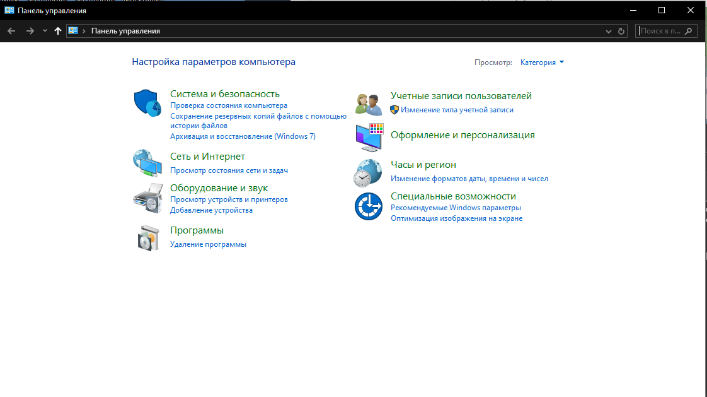 Панель управления
Панель управления
Поиск в п...
Настройка параметров компьютера
Просмотр: Категория
Система и безопасность
Проверка состояния компьютера
Сохранение резервных копий файлов с помощью
истории файлов
Архивация и восстановление (Windows 7)
Сеть и Интернет
Просмотр состояния сети и задач
Оборудование и звук
Просмотр устройств и принтеров
Добавление устройства
Программы
Удаление программы
Учетные записи пользователей
Изменение типа учетной записи
Оформление и персонализация
Часы и регион
Изменение форматов даты, времени и чисел
Специальные возможности
Рекомендуемые Windows параметры
Оптимизация изображения на экране